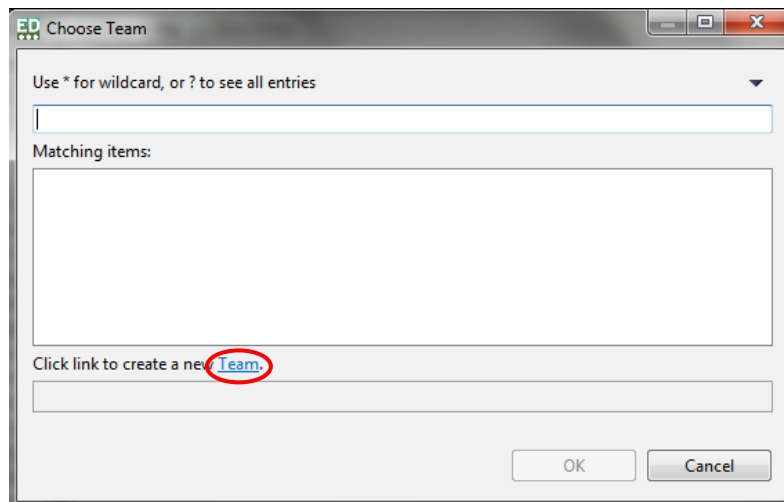 ED Choose Team
Use * for wildcard, or ? to see all entries
Matching items:
Click link to create a new Team.
OK Cancel